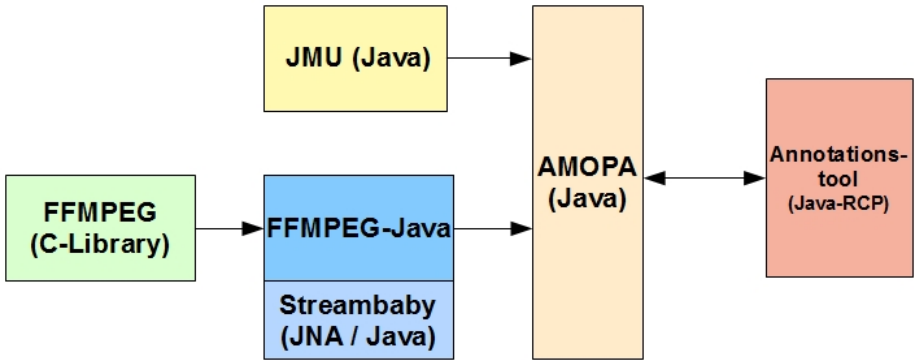 JMU (Java)
FFMPEG
(C-Library)
FFMPEG-Java
Streambaby
(JNA / Java)
AMOPA
(Java)
Annotations-
tool
(Java-RCP)